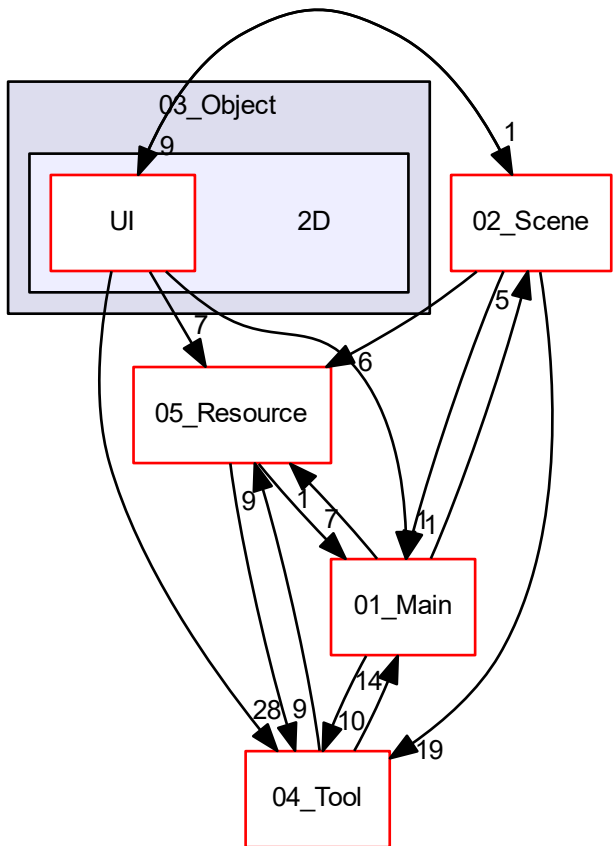 03_Object
1
9
UI
2D
02_Scene
5
7
6
05_Resource
9
1
7
1
1
01_Main
14
28
9
10
19
04_Tool